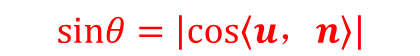 sinθ = |cos⟨u，n⟩|